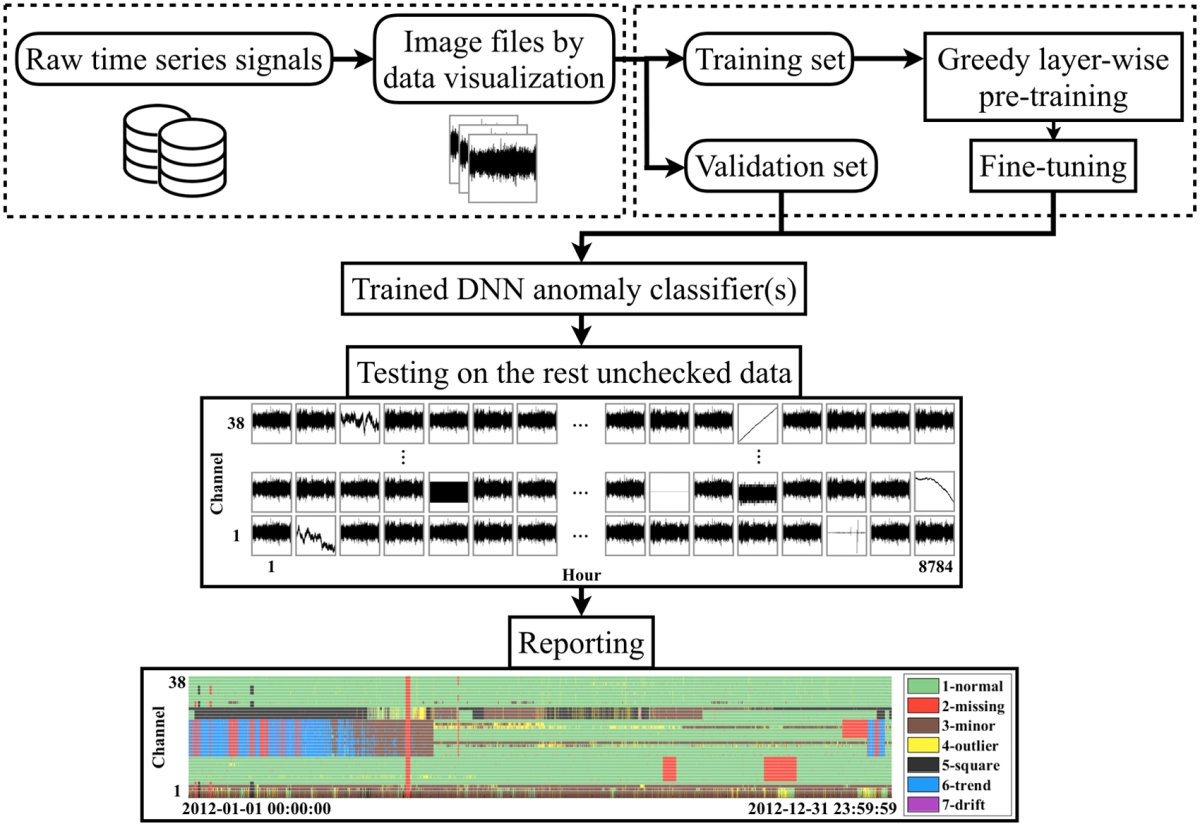 Raw time series signals
Image files by
data visualization
Training set
Greedy layer-wise
pre-training
Validation set
Fine-tuning
Trained DNN anomaly classifier(s)
Testing on the rest unchecked data
38
...
Channel
...
1
...
1
8784
Hour
Reporting
38
Channel
1
2012-01-01 00:00:00
2012-12-31 23:59:59
1-normal
2-missing
3-minor
4-outlier
5-square
6-trend
7-drift